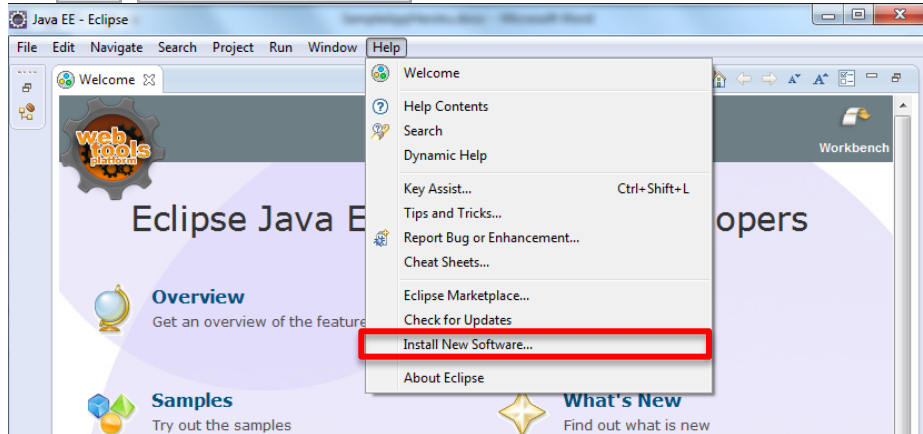 Java EE - Eclipse
File Edit Navigate Search Project Run Window Help
Welcome
web tools platform
Workbench
Eclipse Java E
opers
Welcome
Help Contents
Search
Dynamic Help
Key Assist... Ctrl+Shift+L
Tips and Tricks...
Report Bug or Enhancement...
Cheat Sheets...
Eclipse Marketplace...
Check for Updates
Install New Software...
About Eclipse
Overview
Get an overview of the feature
Samples
Try out the samples
What's New
Find out what is new